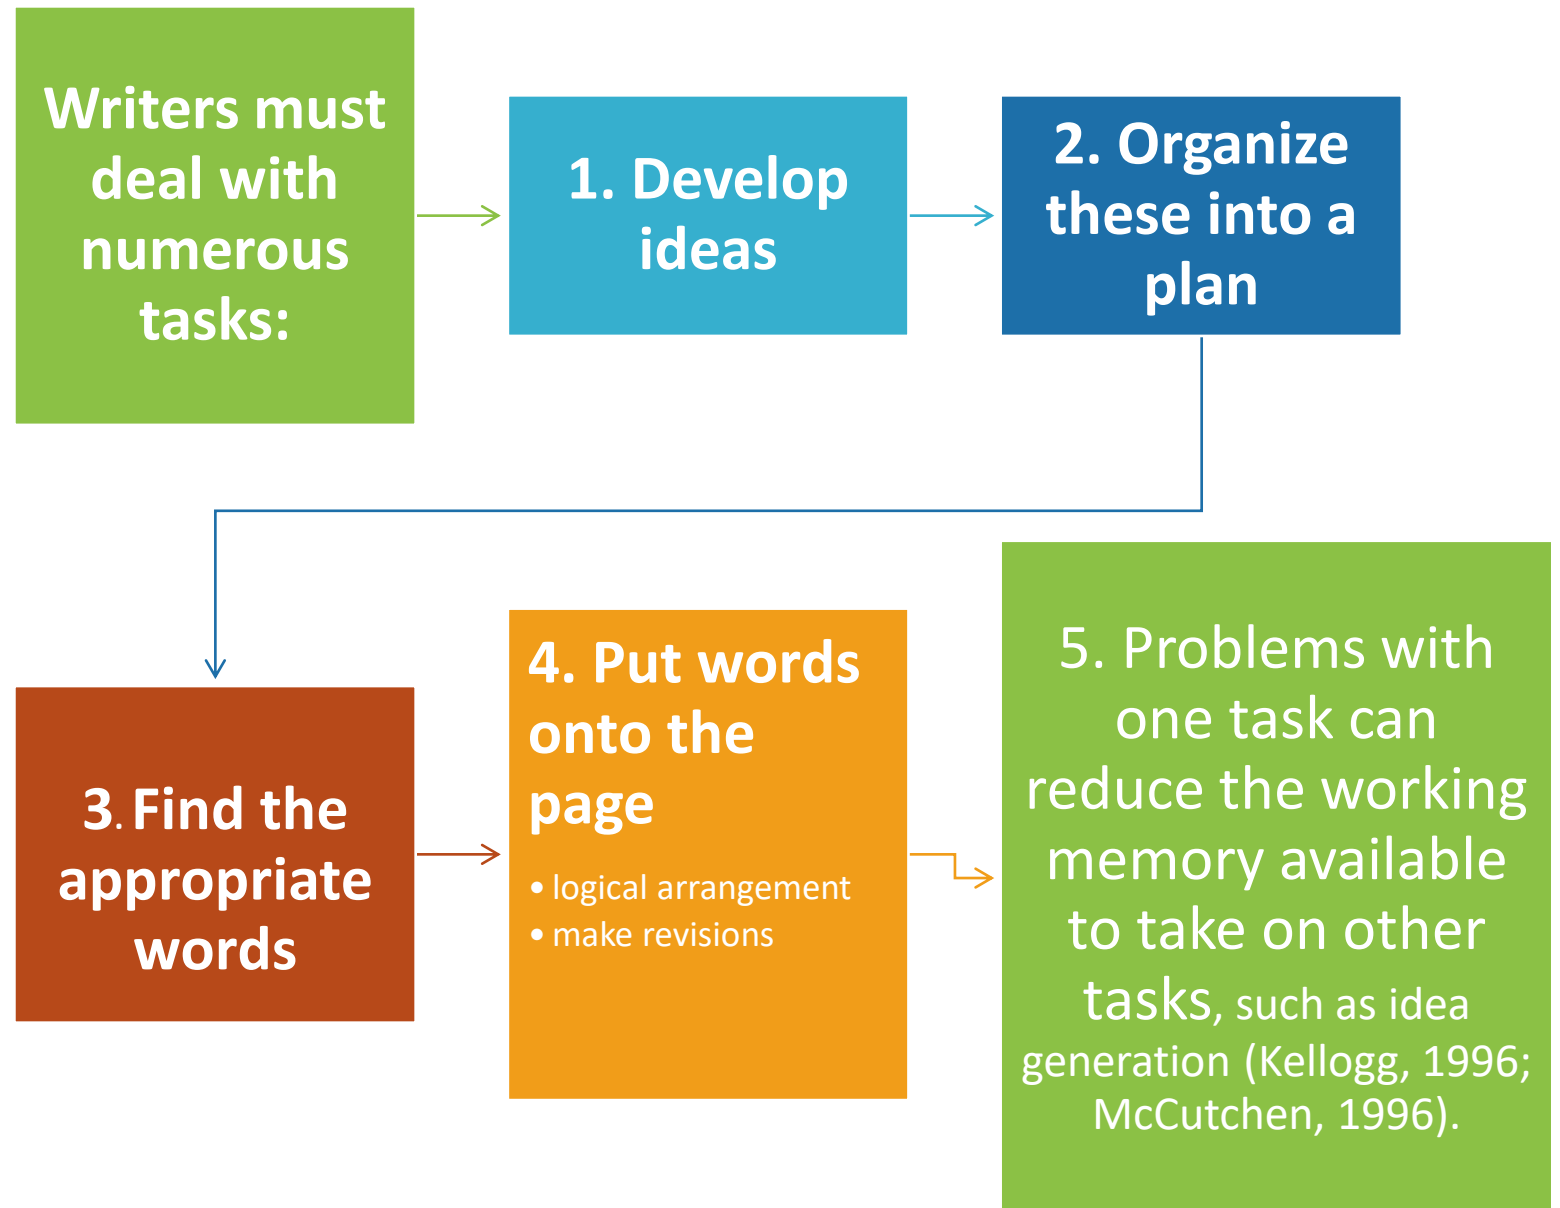 Writers must
deal with
numerous
tasks:
1. Develop
ideas
2. Organize
these into a
plan
3. Find the
appropriate
words
4. Put words
onto the
page
• logical arrangement
• make revisions
5. Problems with
one task can
reduce the working
memory available
to take on other
tasks, such as idea
generation (Kellogg, 1996;
McCutchen, 1996).